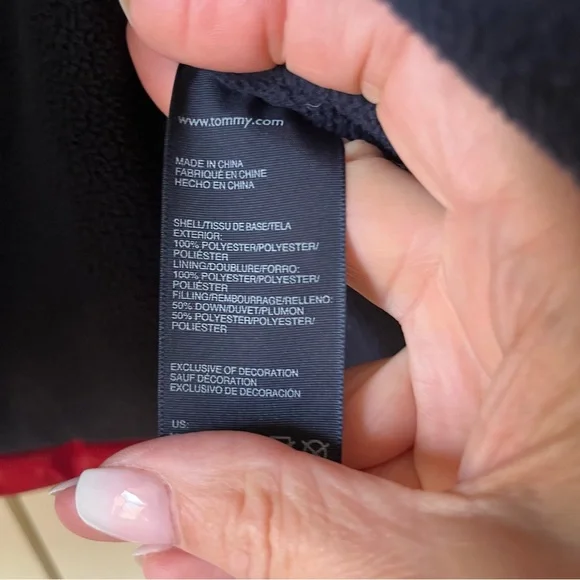 www.tommy.com
MADE IN CHINA
FABRIQUÉ EN CHINE
HECHO EN CHINA
SHELL/TISSU DE BASE/TELA
EXTERIOR:
100% POLYESTER/POLYESTER/
POLIÉSTER
LINING/DOUBLURE/FORRO:
100% POLYESTER/POLYESTER/
POLIÉSTER
FILLING/REMBOURRAGE/RELLENO:
50% DOWN/DUVET/PLUMON
50% POLYESTER/POLYESTER/
POLIESTER
EXCLUSIVE OF DECORATION
SAUF DÉCORATION
EXCLUSIVO DE DECORACIÓN
US: